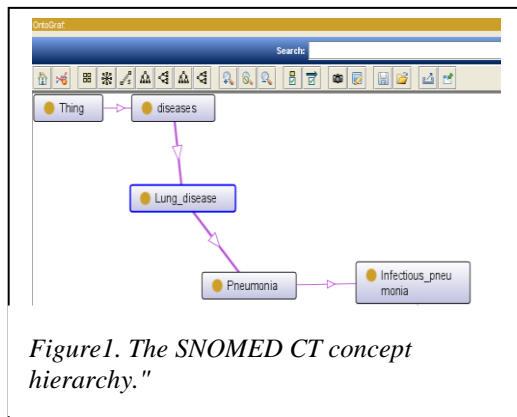 OntoGraf:
Search:
Thing
diseases
Lung_disease
Pneumonia
Infectious_pneu
monia
Figure1. The SNOMED CT concept
hierarchy."